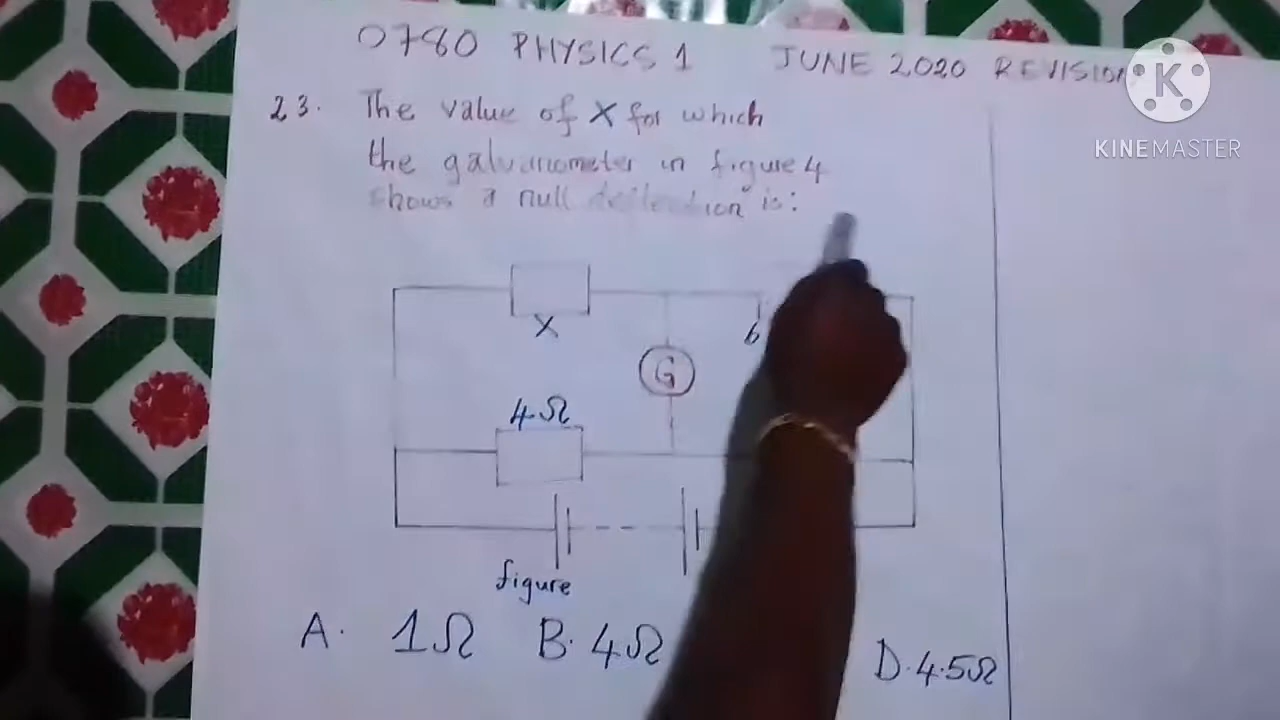 0780 PHYSICS 1 JUNE 2020 REVISION
K
KINEMASTER
23. The value of X for which
the galvanometer in figure 4
shows a null deflection is:
X
6
G
4Ω
figure
A. 1Ω B. 4Ω D. 4.5Ω